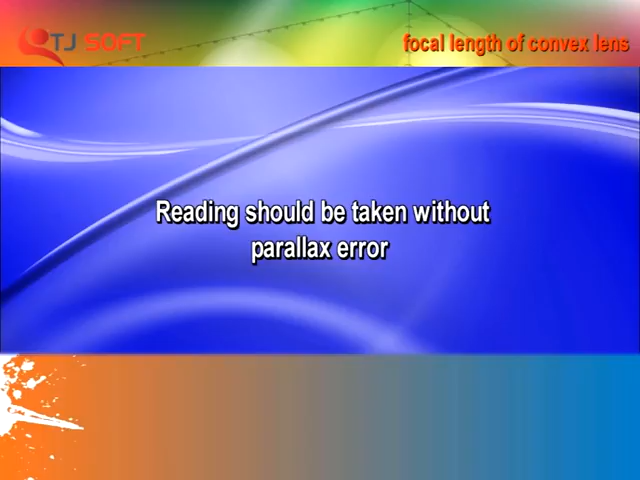 TJ SOFT
focal length of convex lens
Reading should be taken without
parallax error